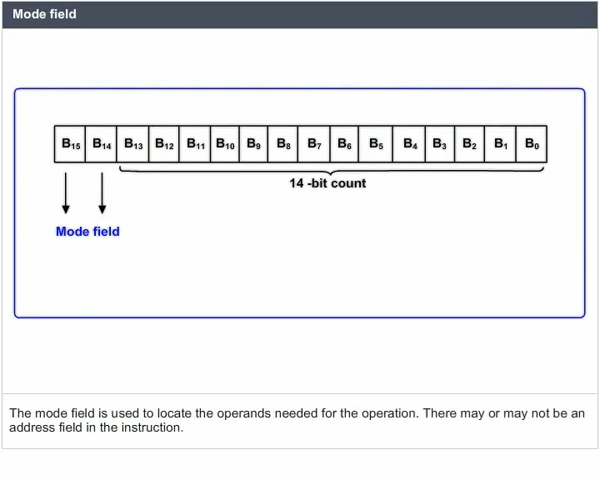 Mode field
B₁₅ B₁₄ B₁₃ B₁₂ B₁₁ B₁₀ B₉ B₈ B₇ B₆ B₅ B₄ B₃ B₂ B₁ B₀
14 -bit count
Mode field
The mode field is used to locate the operands needed for the operation. There may or may not be an
address field in the instruction.